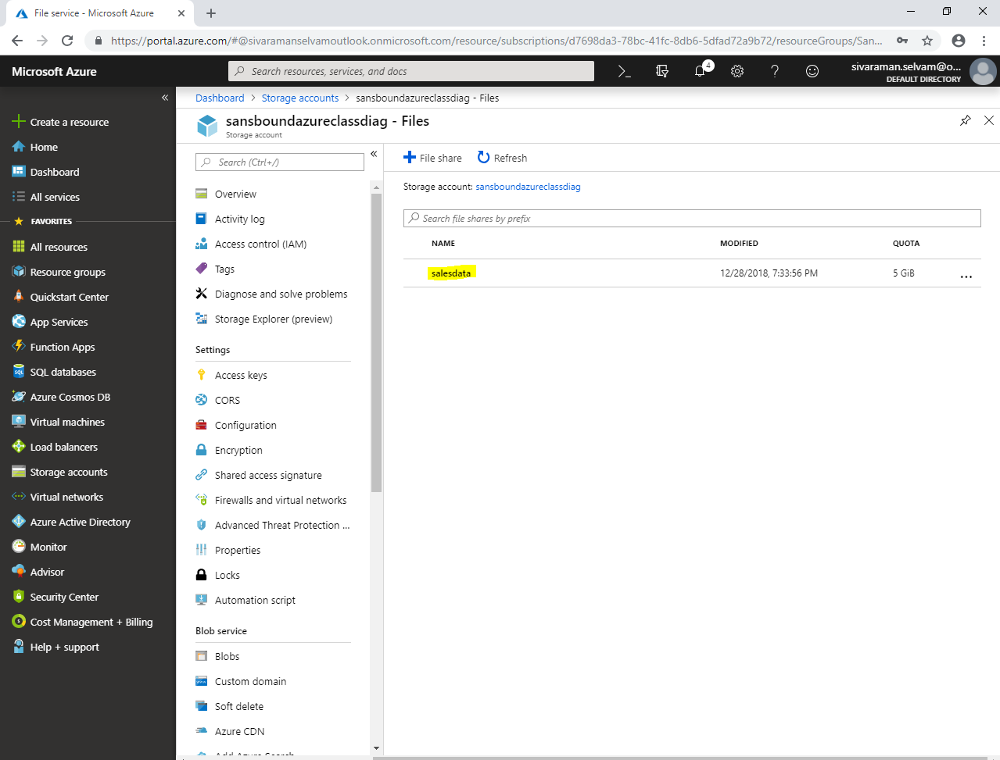 File service - Microsoft Azure
https://portal.azure.com/#@sivaramanselvamoutlook.onmicrosoft.com/resource/subscriptions/d7698da3-78bc-41fc-8db6-5dfad72a9b72/resourceGroups/San...
Microsoft Azure
Search resources, services, and docs
4
sivaraman.selvam@o...
DEFAULT DIRECTORY
Create a resource
Home
Dashboard
All services
FAVORITES
All resources
Resource groups
Quickstart Center
App Services
Function Apps
SQL databases
Azure Cosmos DB
Virtual machines
Load balancers
Storage accounts
Virtual networks
Azure Active Directory
Monitor
Advisor
Security Center
Cost Management + Billing
Help + support
Dashboard > Storage accounts > sansboundazureclassdiag - Files
sansboundazureclassdiag - Files
Storage account
Search (Ctrl+/)
Overview
Activity log
Access control (IAM)
Tags
Diagnose and solve problems
Storage Explorer (preview)
Settings
Access keys
CORS
Configuration
Encryption
Shared access signature
Firewalls and virtual networks
Advanced Threat Protection ...
Properties
Locks
Automation script
Blob service
Blobs
Custom domain
Soft delete
Azure CDN
Add Azure Search
File share
Refresh
Storage account: sansboundazureclassdiag
Search file shares by prefix
NAME MODIFIED QUOTA
salesdata 12/28/2018, 7:33:56 PM 5 GiB ...